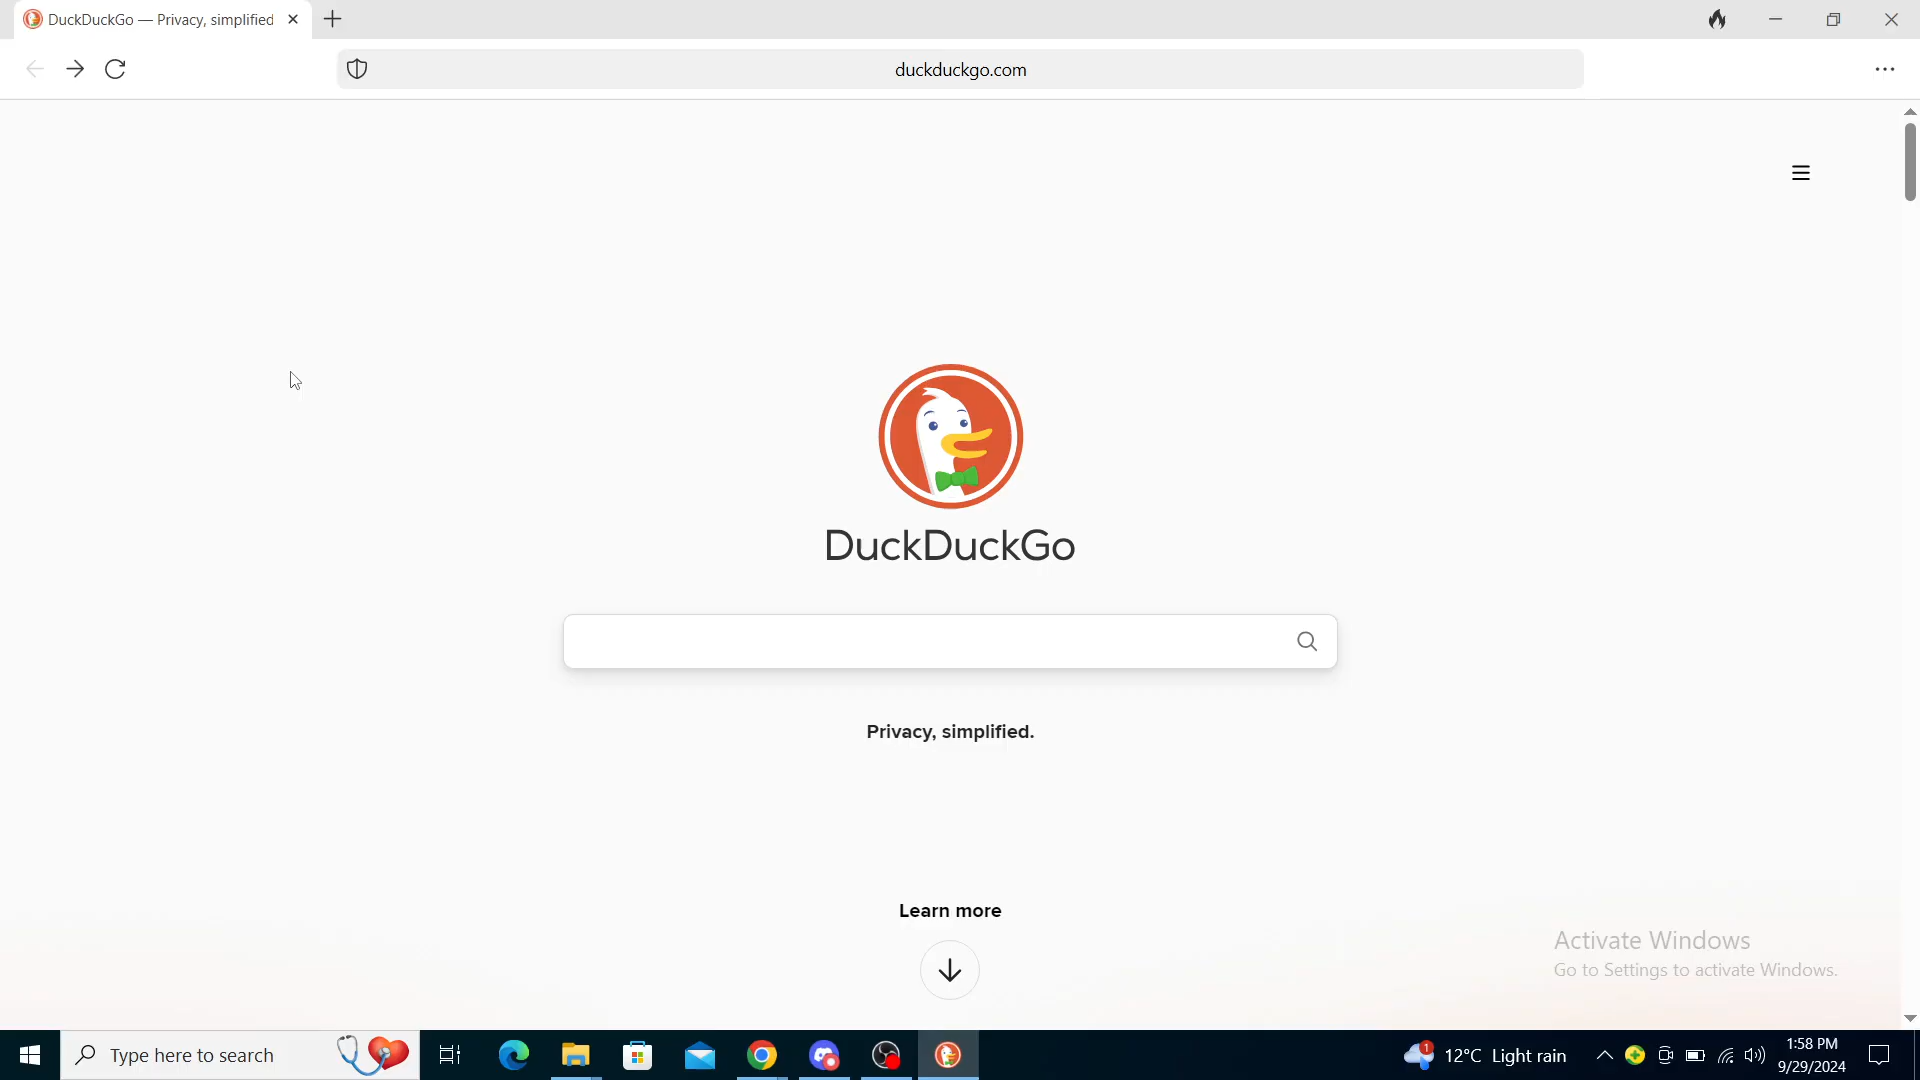 DuckDuckGo — Privacy, simplified
duckduckgo.com
DuckDuckGo
Privacy, simplified.
Learn more
Activate Windows
Go to Settings to activate Windows.
Type here to search
1
12°C Light rain
1:58 PM
9/29/2024